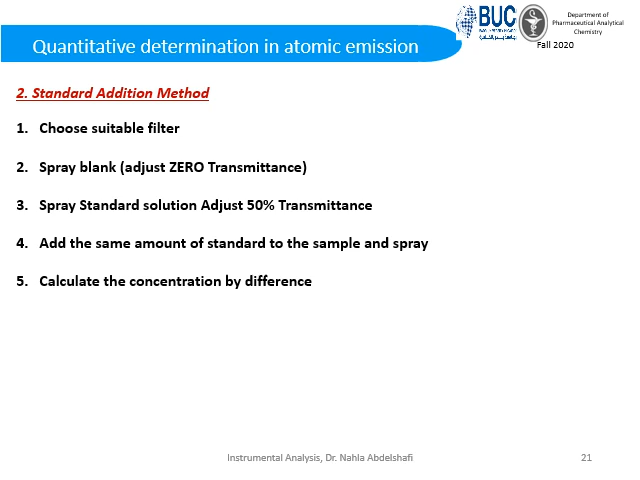 BUC
Department of
Pharmaceutical Analytical
Chemistry
Fall 2020
Quantitative determination in atomic emission
2. Standard Addition Method
1. Choose suitable filter
2. Spray blank (adjust ZERO Transmittance)
3. Spray Standard solution Adjust 50% Transmittance
4. Add the same amount of standard to the sample and spray
5. Calculate the concentration by difference
Instrumental Analysis, Dr. Nahla Abdelshafi
21